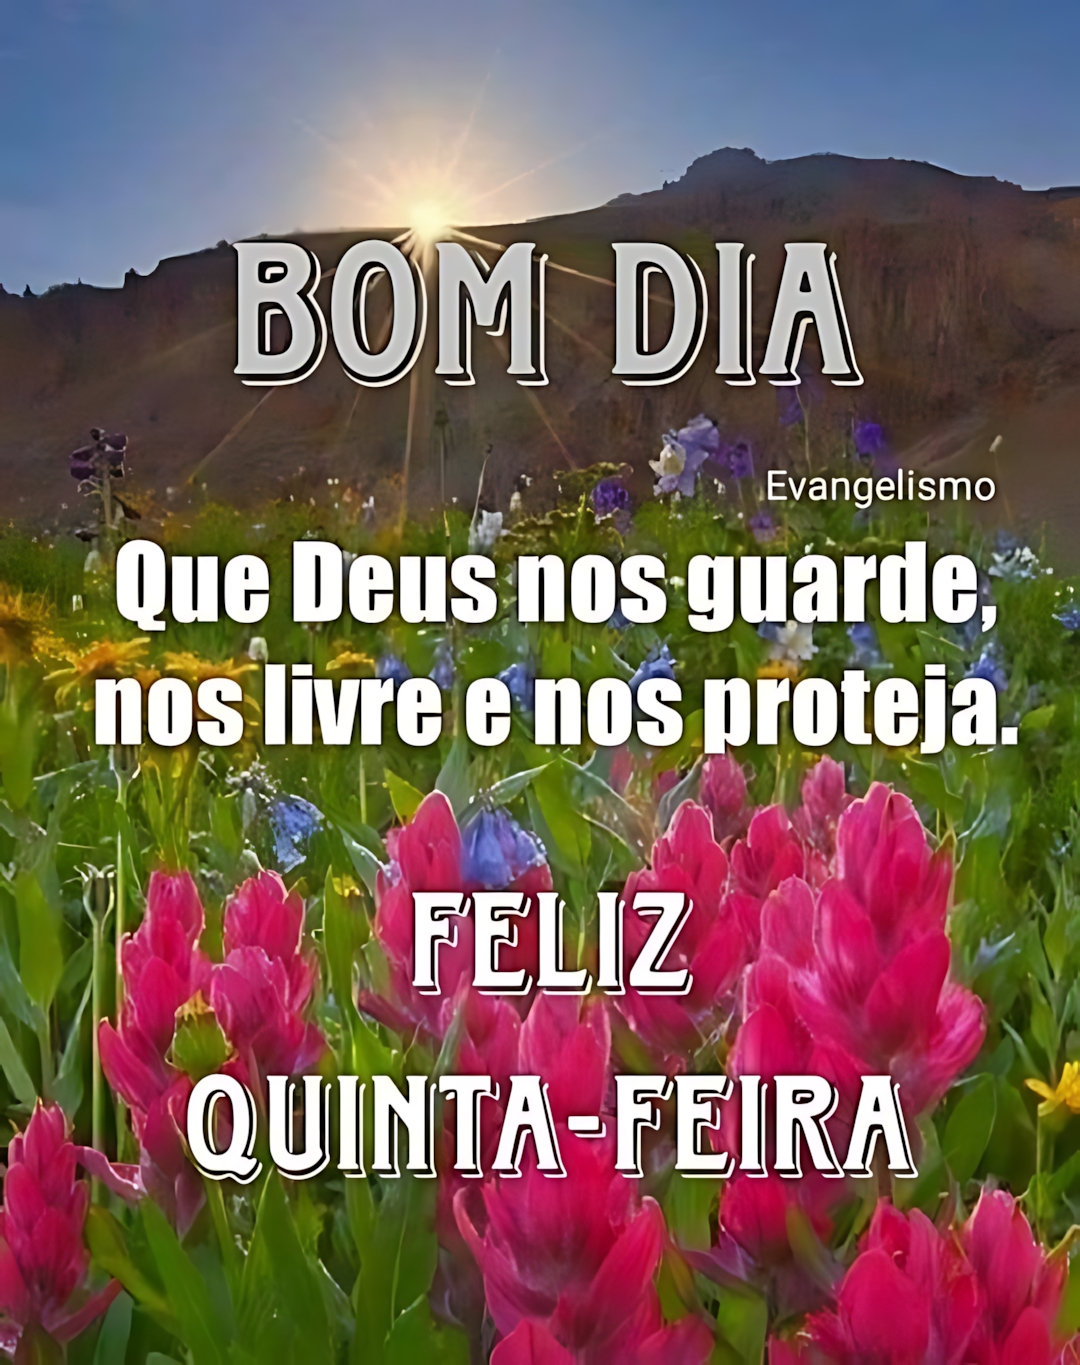 BOM DIA
Evangelismo
Que Deus nos guarde,
nos livre e nos proteja.
FELIZ
QUINTA-FEIRA